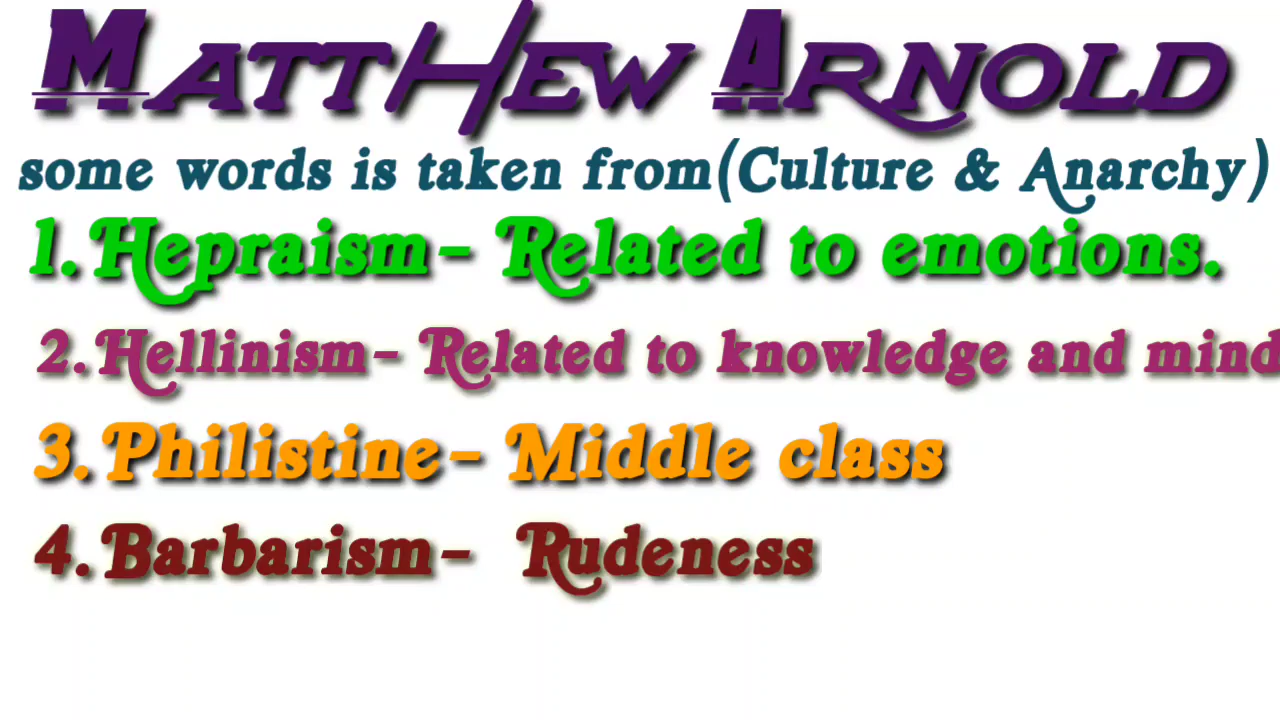 Matthew Arnold
some words is taken from(Culture & Anarchy)
1.Hepraism- Related to emotions.
2.Hellinism- Related to knowledge and mind
3.Philistine- Middle class
4.Barbarism- Rudeness